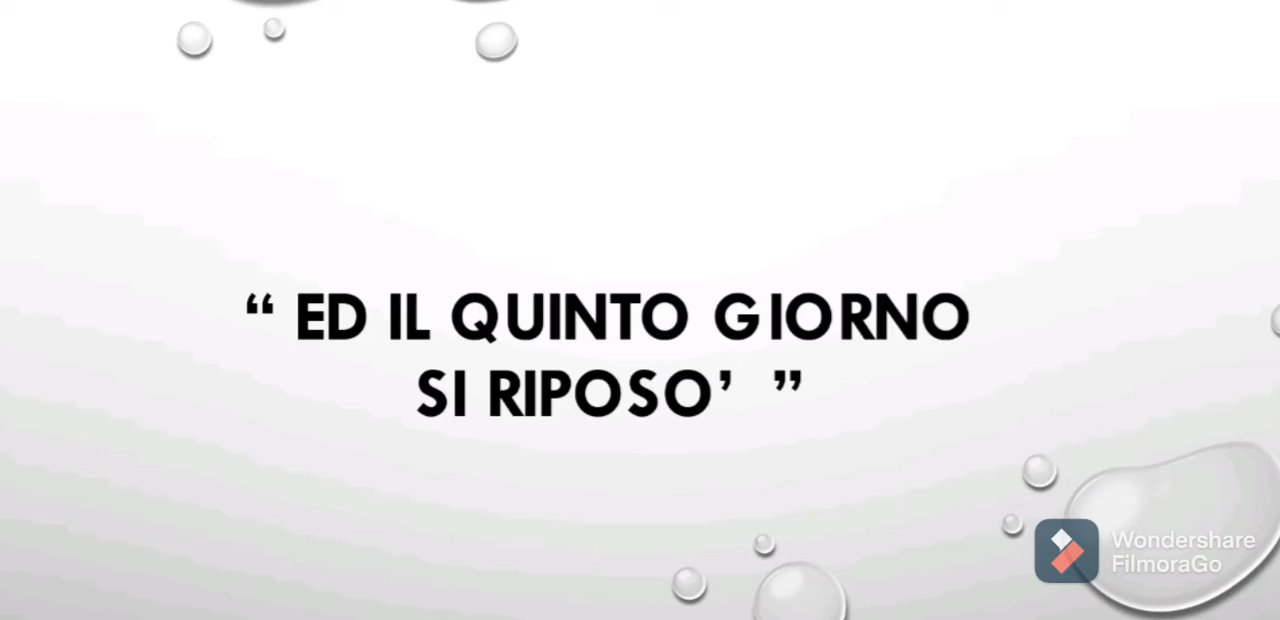 “ ED IL QUINTO GIORNO
SI RIPOSO’ ”
Wondershare
FilmoraGo